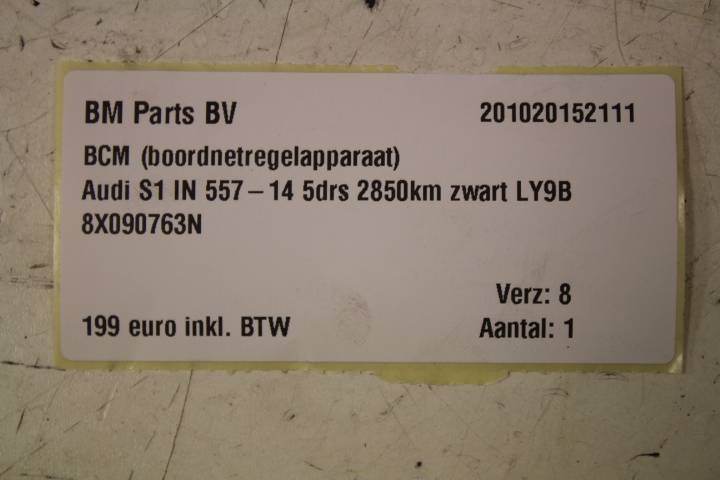 BM Parts BV 201020152111
BCM (boordnetregelapparaat)
Audi S1 IN 557 – 14 5drs 2850km zwart LY9B
8X090763N
Verz: 8
199 euro inkl. BTW Aantal: 1